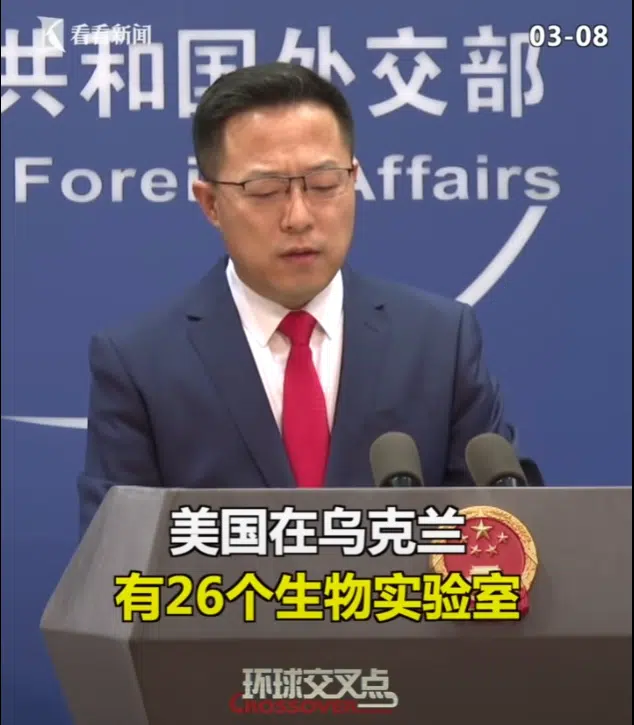 看看新闻
03-08
共和国外交部
Forei Affairs
美国在乌克兰
有26个生物实验室
环球交叉点
CROSSOVER